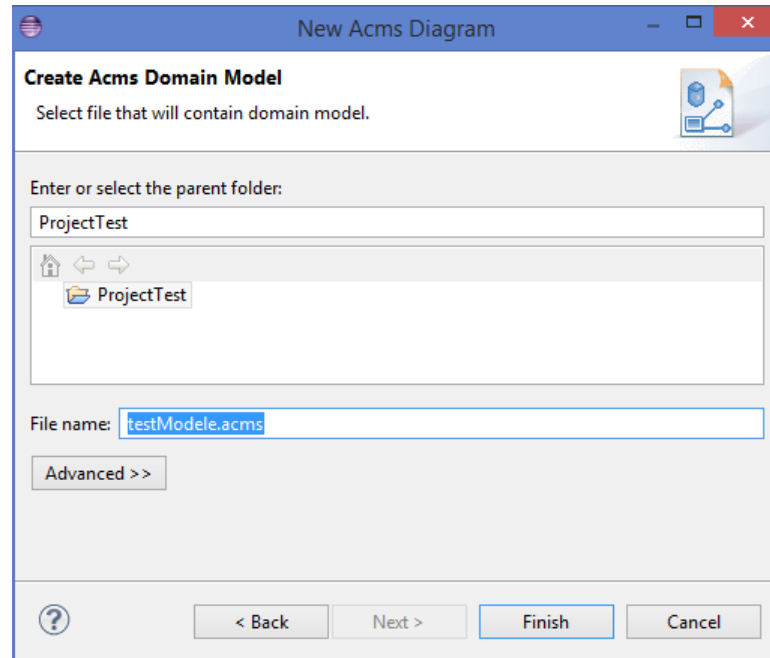 New Acms Diagram
Create Acms Domain Model
Select file that will contain domain model.
Enter or select the parent folder:
ProjectTest
ProjectTest
File name: testModele.acms
Advanced >>
? < Back Next > Finish Cancel